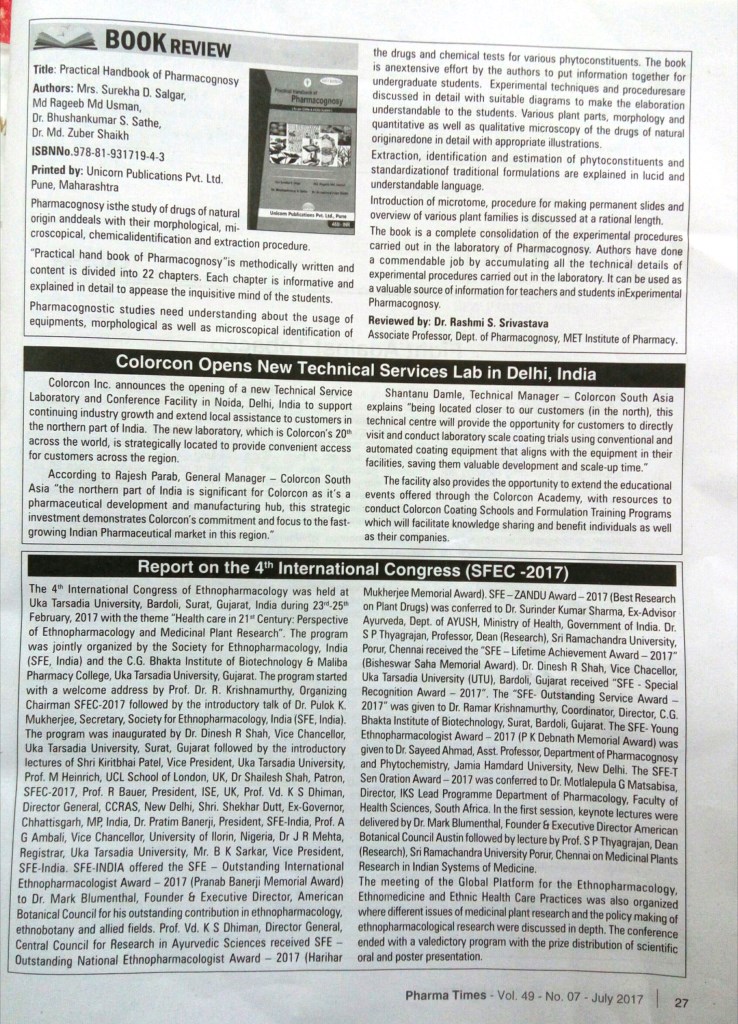 BOOK REVIEW
Title: Practical Handbook of Pharmacognosy
Authors: Mrs. Surekha D. Salgar,
Md Rageeb Md Usman,
Dr. Bhushankumar S. Sathe,
Dr. Md. Zuber Shaikh
ISBNNo.978-81-931719-4-3
Printed by: Unicorn Publications Pvt. Ltd.
Pune, Maharashtra
Pharmacognosy isthe study of drugs of natural
origin anddeals with their morphological, mi-
croscopical, chemicalidentification and extraction procedure.
"Practical hand book of Pharmacognosy"is methodically written and
content is divided into 22 chapters. Each chapter is informative and
explained in detail to appease the inquisitive mind of the students.
Pharmacognostic studies need understanding about the usage of
equipments, morphological as well as microscopical identification of
Practical Handbook of
Pharmacognosy
Unicorn Publications Pvt. Ltd., Pune
the drugs and chemical tests for various phytoconstituents. The book
is anextensive effort by the authors to put information together for
undergraduate students. Experimental techniques and proceduresare
discussed in detail with suitable diagrams to make the elaboration
understandable to the students. Various plant parts, morphology and
quantitative as well as qualitative microscopy of the drugs of natural
originaredone in detail with appropriate illustrations.
Extraction, identification and estimation of phytoconstituents and
standardizationof traditional formulations are explained in lucid and
understandable language.
Introduction of microtome, procedure for making permanent slides and
overview of various plant families is discussed at a rational length.
The book is a complete consolidation of the experimental procedures
carried out in the laboratory of Pharmacognosy. Authors have done
a commendable job by accumulating all the technical details of
experimental procedures carried out in the laboratory. It can be used as
a valuable source of information for teachers and students inExperimental
Pharmacognosy.
Reviewed by: Dr. Rashmi S. Srivastava
Associate Professor, Dept. of Pharmacognosy, MET Institute of Pharmacy.
Colorcon Opens New Technical Services Lab in Delhi, India
Colorcon Inc. announces the opening of a new Technical Service
Laboratory and Conference Facility in Noida, Delhi, India to support
continuing industry growth and extend local assistance to customers in
the northern part of India. The new laboratory, which is Colorcon's 20th
across the world, is strategically located to provide convenient access
for customers across the region.
According to Rajesh Parab, General Manager – Colorcon South
Asia "the northern part of India is significant for Colorcon as it's a
pharmaceutical development and manufacturing hub, this strategic
investment demonstrates Colorcon's commitment and focus to the fast-
growing Indian Pharmaceutical market in this region."
Shantanu Damle, Technical Manager – Colorcon South Asia
explains "being located closer to our customers (in the north), this
technical centre will provide the opportunity for customers to directly
visit and conduct laboratory scale coating trials using conventional and
automated coating equipment that aligns with the equipment in their
facilities, saving them valuable development and scale-up time."
The facility also provides the opportunity to extend the educational
events offered through the Colorcon Academy, with resources to
conduct Colorcon Coating Schools and Formulation Training Programs
which will facilitate knowledge sharing and benefit individuals as well
as their companies.
Report on the 4th International Congress (SFEC -2017)
The 4th International Congress of Ethnopharmacology was held at
Uka Tarsadia University, Bardoli, Surat, Gujarat, India during 23rd-25th
February, 2017 with the theme "Health care in 21st Century: Perspective
of Ethnopharmacology and Medicinal Plant Research". The program
was jointly organized by the Society for Ethnopharmacology, India
(SFE, India) and the C.G. Bhakta Institute of Biotechnology & Maliba
Pharmacy College, Uka Tarsadia University, Gujarat. The program started
with a welcome address by Prof. Dr. R. Krishnamurthy, Organizing
Chairman SFEC-2017 followed by the introductory talk of Dr. Pulok K.
Mukherjee, Secretary, Society for Ethnopharmacology, India (SFE, India).
The program was inaugurated by Dr. Dinesh R Shah, Vice Chancellor,
Uka Tarsadia University, Surat, Gujarat followed by the introductory
lectures of Shri Kiritbhai Patel, Vice President, Uka Tarsadia University,
Prof. M Heinrich, UCL School of London, UK, Dr Shailesh Shah, Patron,
SFEC-2017, Prof. R Bauer, President, ISE, UK, Prof. Vd. K S Dhiman,
Director General, CCRAS, New Delhi, Shri. Shekhar Dutt, Ex-Governor,
Chhattisgarh, MP, India, Dr. Pratim Banerji, President, SFE-India, Prof. A
G Ambali, Vice Chancellor, University of Ilorin, Nigeria, Dr J R Mehta,
Registrar, Uka Tarsadia University, Mr. B K Sarkar, Vice President,
SFE-India. SFE-INDIA offered the SFE – Outstanding International
Ethnopharmacologist Award – 2017 (Pranab Banerji Memorial Award)
to Dr. Mark Blumenthal, Founder & Executive Director, American
Botanical Council for his outstanding contribution in ethnopharmacology,
ethnobotany and allied fields. Prof. Vd. K S Dhiman, Director General,
Central Council for Research in Ayurvedic Sciences received SFE –
Outstanding National Ethnopharmacologist Award – 2017 (Harihar
Mukherjee Memorial Award). SFE – ZANDU Award – 2017 (Best Research
on Plant Drugs) was conferred to Dr. Surinder Kumar Sharma, Ex-Advisor
Ayurveda, Dept. of AYUSH, Ministry of Health, Government of India. Dr.
S P Thyagrajan, Professor, Dean (Research), Sri Ramachandra University,
Porur, Chennai received the "SFE – Lifetime Achievement Award – 2017"
(Bisheswar Saha Memorial Award). Dr. Dinesh R Shah, Vice Chacellor,
Uka Tarsadia University (UTU), Bardoli, Gujarat received "SFE - Special
Recognition Award – 2017". The "SFE- Outstanding Service Award –
2017" was given to Dr. Ramar Krishnamurthy, Coordinator, Director, C.G.
Bhakta Institute of Biotechnology, Surat, Bardoli, Gujarat. The SFE- Young
Ethnopharmacologist Award – 2017 (P K Debnath Memorial Award) was
given to Dr. Sayeed Ahmad, Asst. Professor, Department of Pharmacognosy
and Phytochemistry, Jamia Hamdard University, New Delhi. The SFE-T
Sen Oration Award – 2017 was conferred to Dr. Motlalepula G Matsabisa,
Director, IKS Lead Programme Department of Pharmacology, Faculty of
Health Sciences, South Africa. In the first session, keynote lectures were
delivered by Dr. Mark Blumenthal, Founder & Executive Director American
Botanical Council Austin followed by lecture by Prof. S P Thyagrajan, Dean
(Research), Sri Ramachandra University Porur, Chennai on Medicinal Plants
Research in Indian Systems of Medicine.
The meeting of the Global Platform for the Ethnopharmacology,
Ethnomedicine and Ethnic Health Care Practices was also organized
where different issues of medicinal plant research and the policy making of
ethnopharmacological research were discussed in depth. The conference
ended with a valedictory program with the prize distribution of scientific
oral and poster presentation.
Pharma Times - Vol. 49 - No. 07 - July 2017 | 27